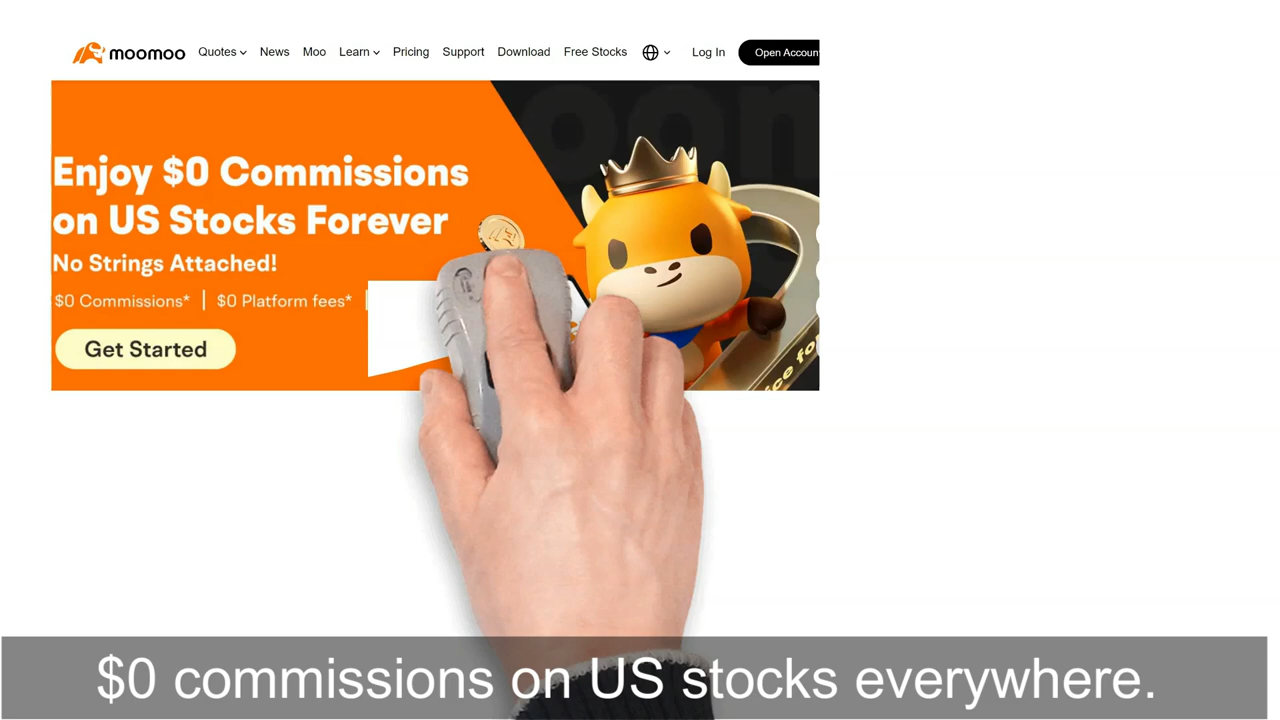 moomoo Quotes News Moo Learn Pricing Support Download Free Stocks Log In Open Accoun
Enjoy $0 Commissions
on US Stocks Forever
No Strings Attached!
$0 Commissions* | $0 Platform fees* |
Get Started
$0 commissions on US stocks everywhere.